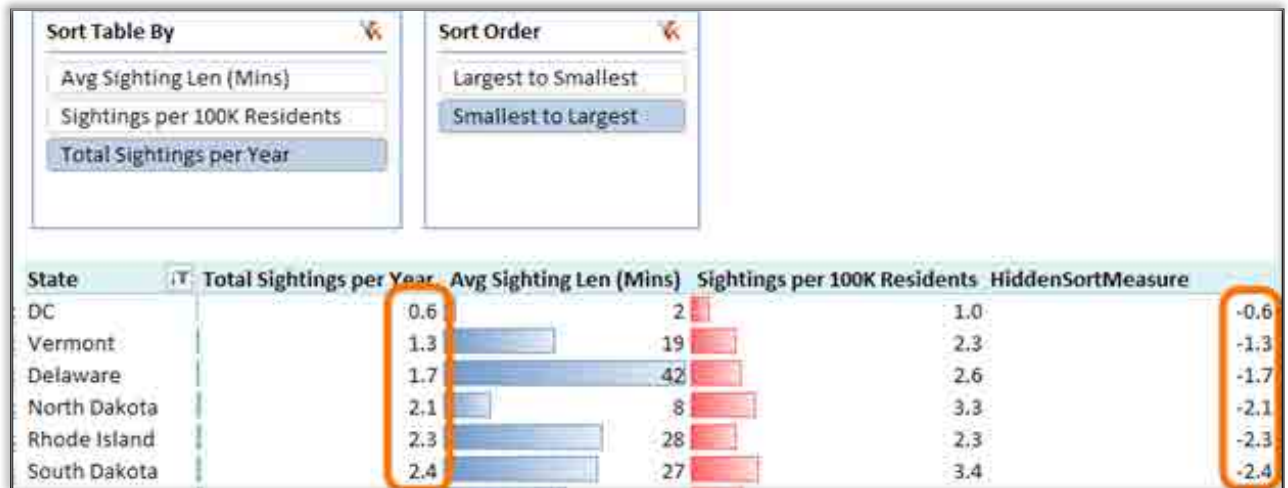 Sort Table By Sort Order
Avg Sighting Len (Mins) Largest to Smallest
Sightings per 100K Residents Smallest to Largest
Total Sightings per Year
State Total Sightings per Year Avg Sighting Len (Mins) Sightings per 100K Residents HiddenSortMeasure
DC 0.6 2 1.0 -0.6
Vermont 1.3 19 2.3 -1.3
Delaware 1.7 42 2.6 -1.7
North Dakota 2.1 8 3.3 -2.1
Rhode Island 2.3 28 2.3 -2.3
South Dakota 2.4 27 3.4 -2.4